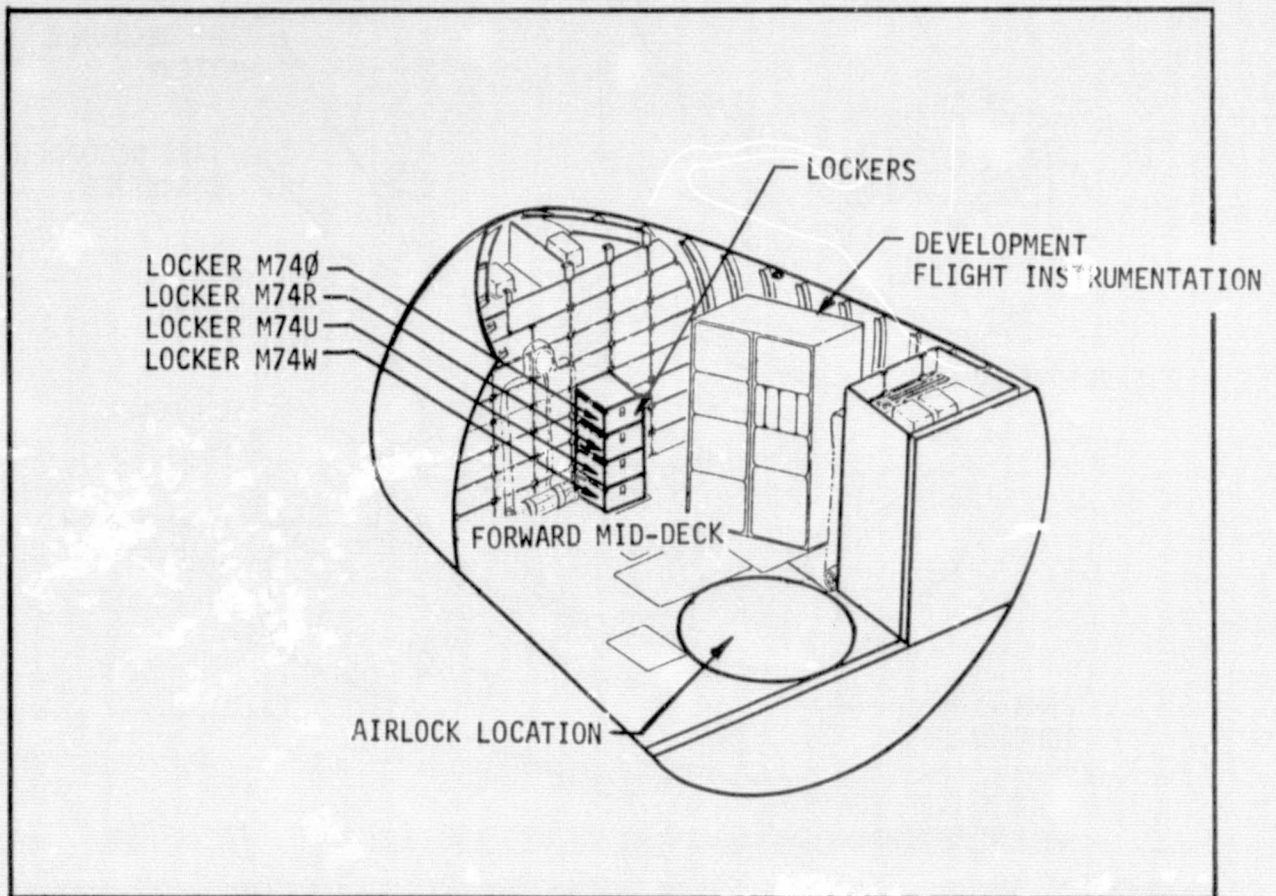 LOCKERS
DEVELOPMENT
FLIGHT INSTRUMENTATION
LOCKER M74Ø
LOCKER M74R
LOCKER M74U
LOCKER M74W
FORWARD MID-DECK
AIRLOCK LOCATION